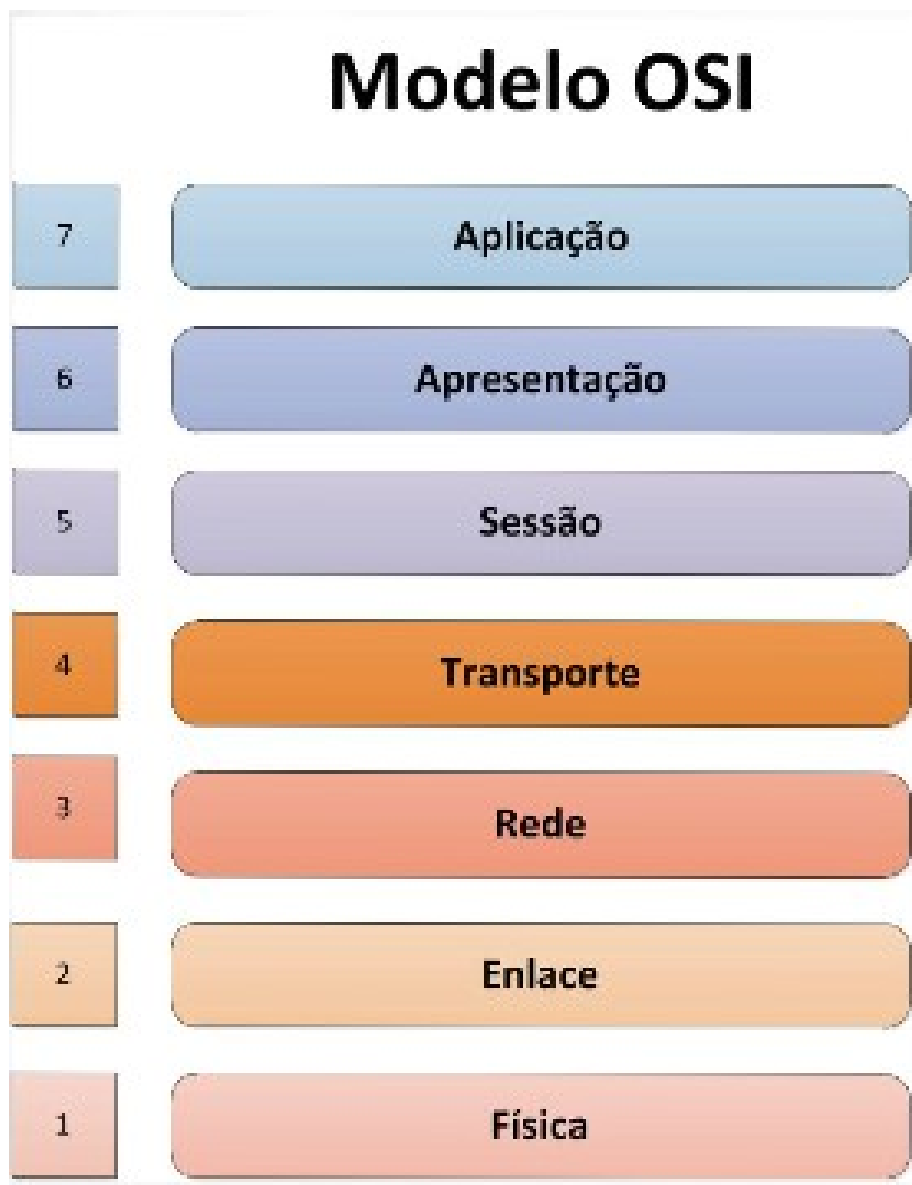 Modelo OSI
7 Aplicação
6 Apresentação
5 Sessão
4 Transporte
3 Rede
2 Enlace
1 Física